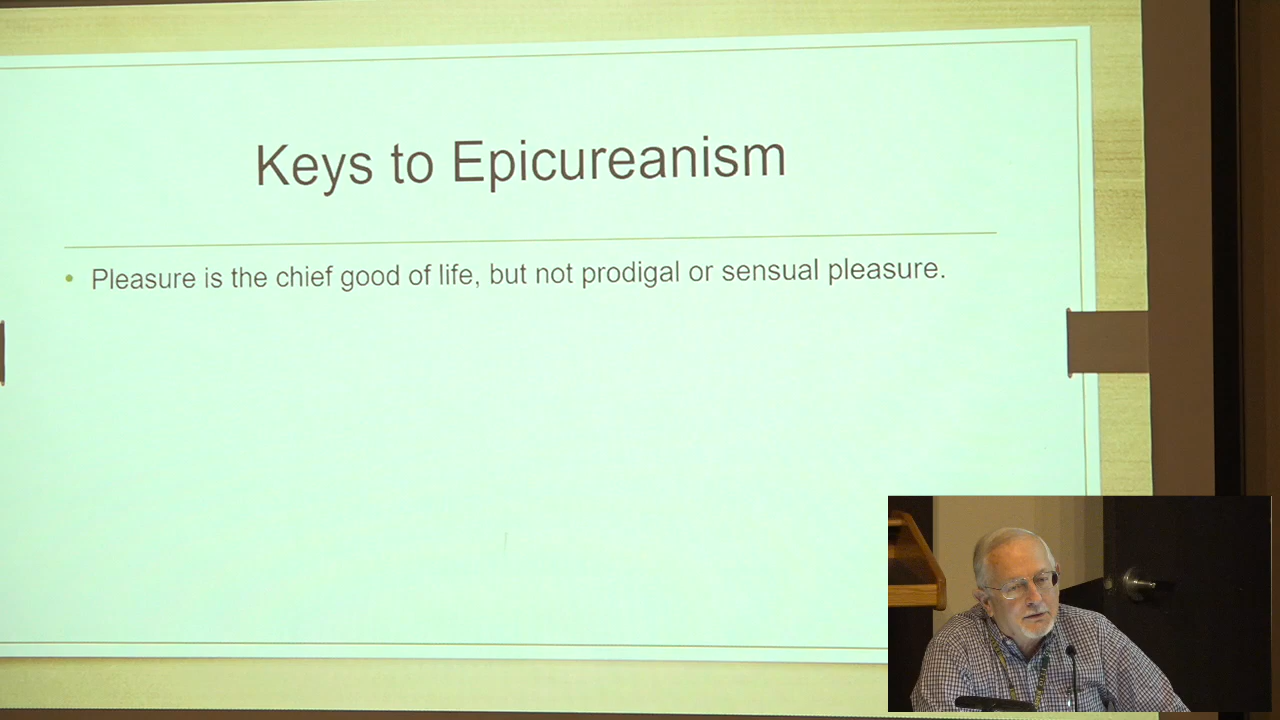 Keys to Epicureanism
• Pleasure is the chief good of life, but not prodigal or sensual pleasure.